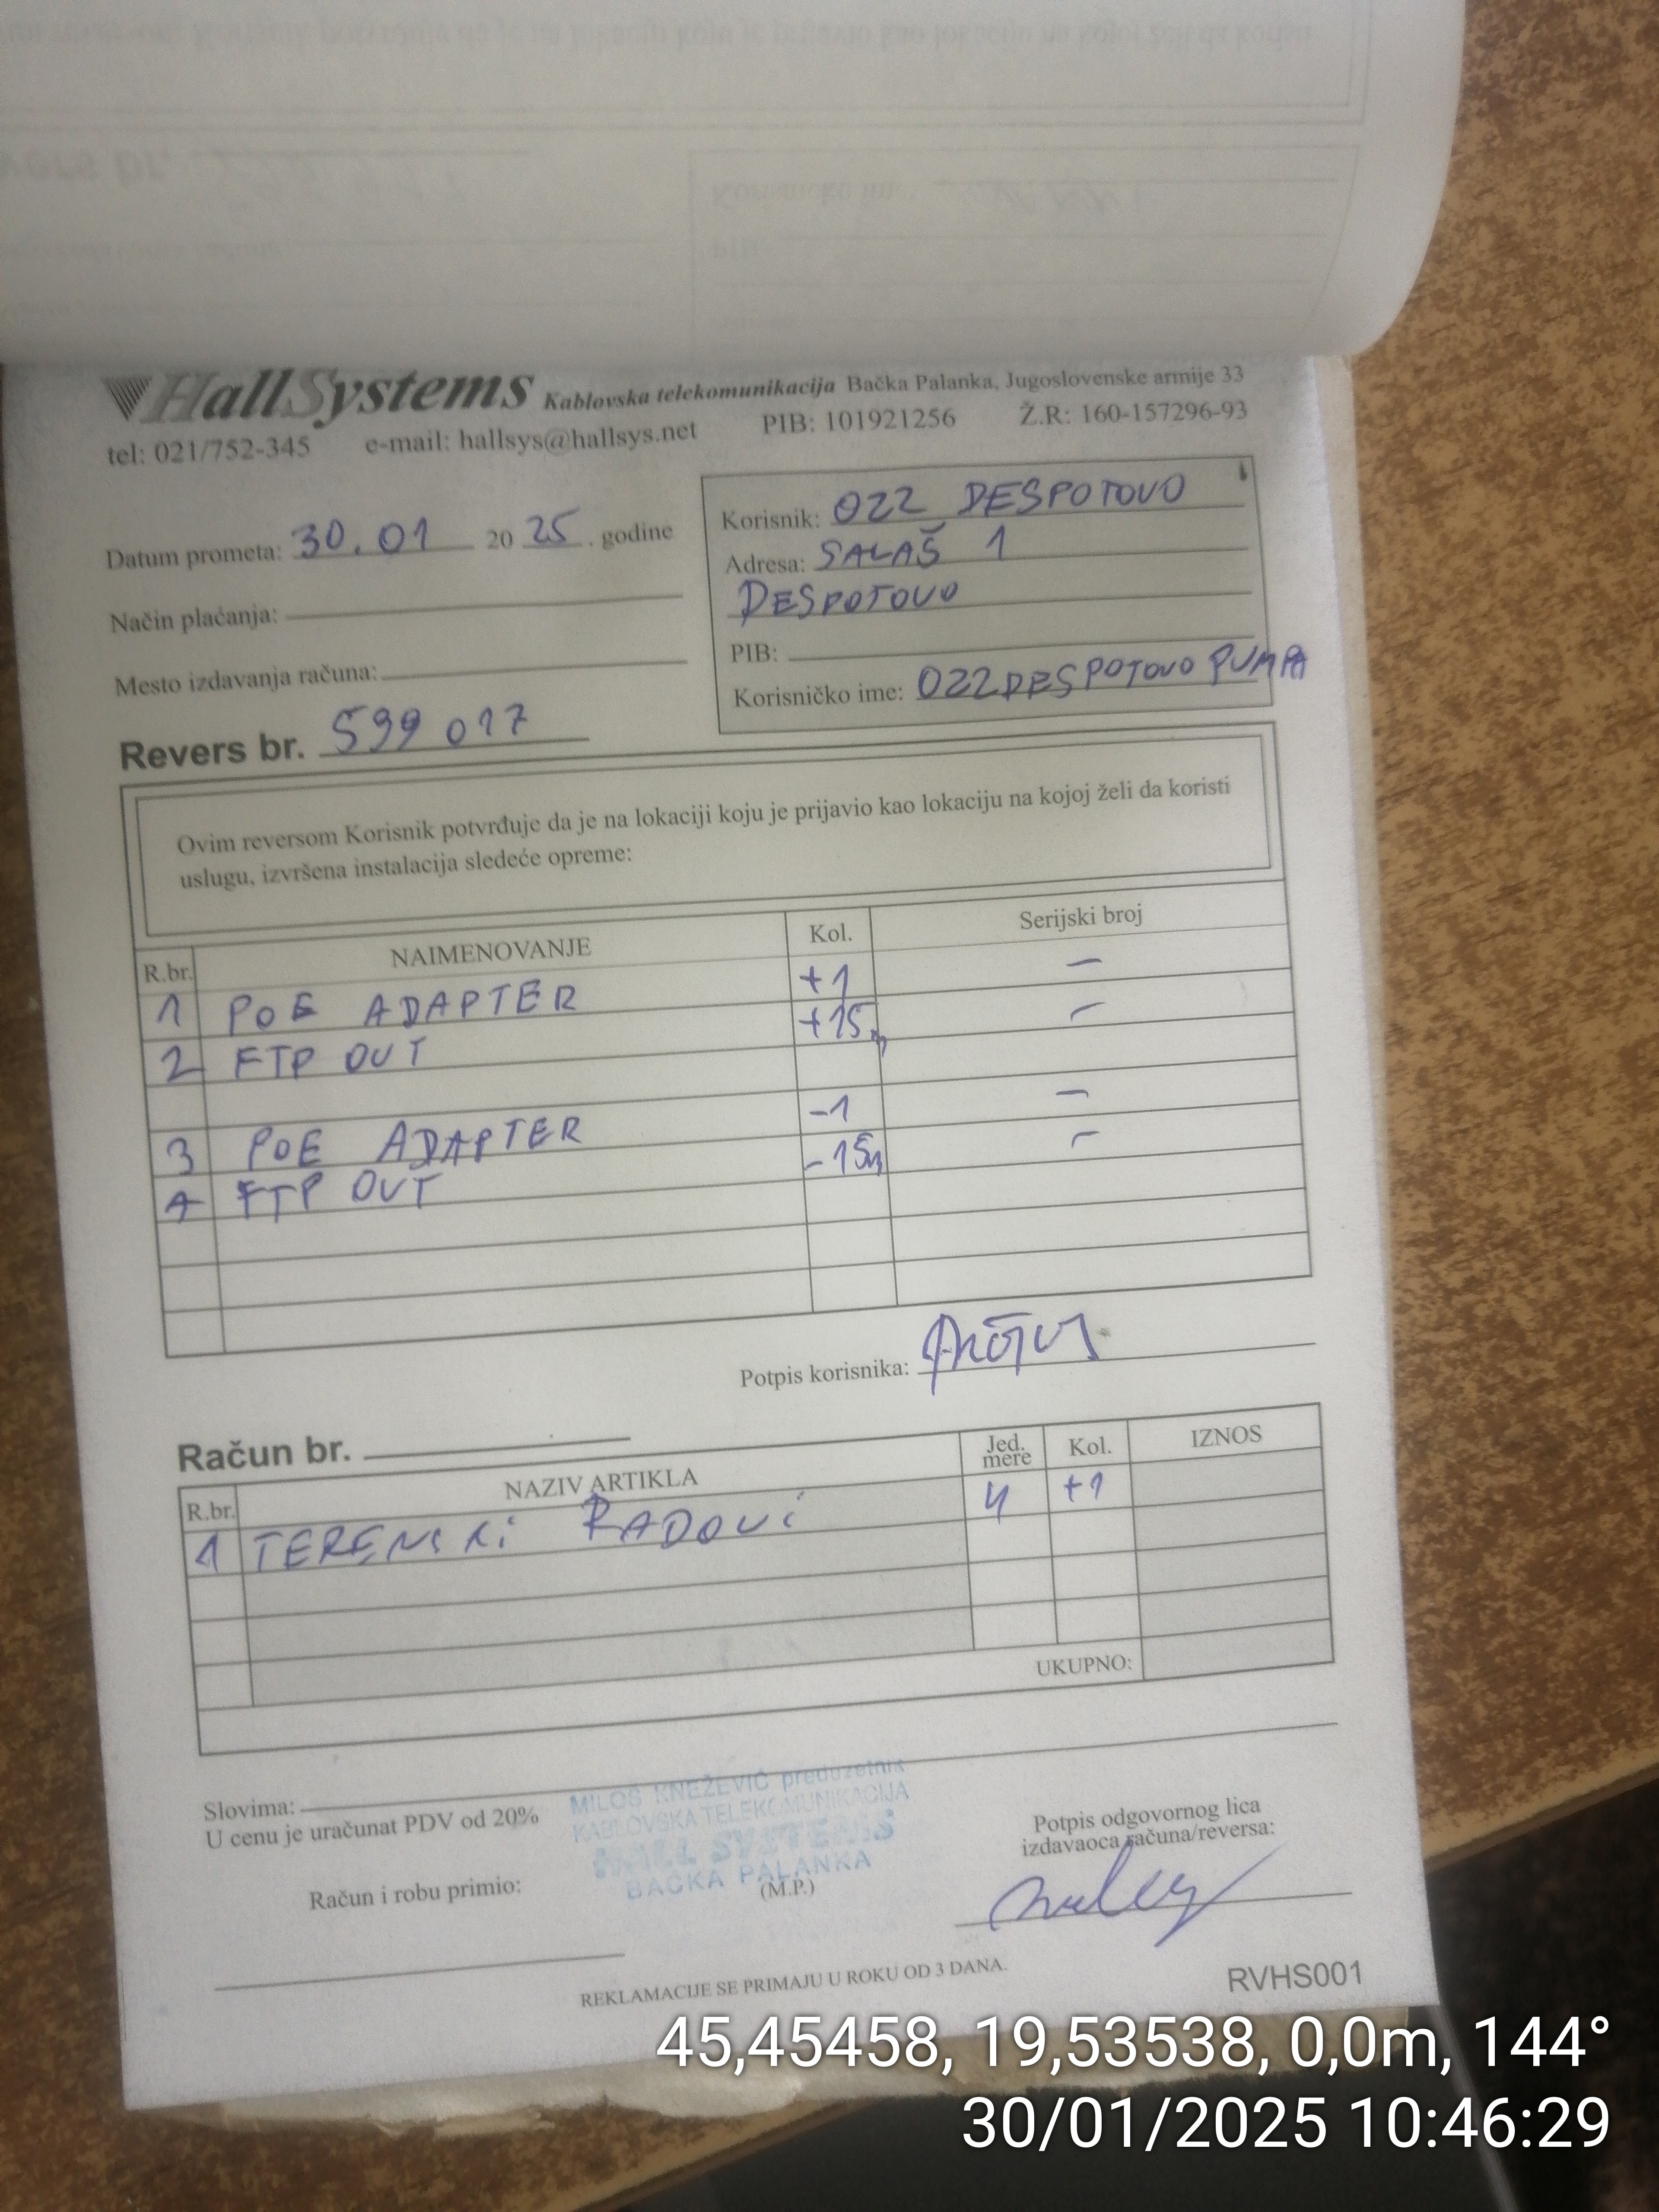 HallSystems Kablovska telekomunikacija Bačka Palanka, Jugoslovenske armije 33
tel: 021/752-345 e-mail: hallsys@hallsys.net PIB: 101921256 Ž.R: 160-157296-93
Datum prometa: 30.01 20 25. godine
Način plaćanja:
Mesto izdavanja računa:
Revers br. 599 017
Korisnik: OZZ DESPOTOVO
Adresa: SALAŠ 1
DESPOTOVO
PIB:
Korisničko ime: OZZDESPOTOVO PUMPA
Ovim reversom Korisnik potvrđuje da je na lokaciji koju je prijavio kao lokaciju na kojoj želi da koristi
uslugu, izvršena instalacija sledeće opreme:
R.br. NAIMENOVANJE Kol. Serijski broj
1 POE ADAPTER +1 –
2 FTP OUT +15m –
3 POE ADAPTER -1 –
4 FTP OUT -15m –
Potpis korisnika:
Račun br.
R.br. NAZIV ARTIKLA Jed. mere Kol. IZNOS
1 TERENSKI RADOVI 4 +1
UKUPNO:
Slovima:
U cenu je uračunat PDV od 20%
MILOŠ KNEŽEVIĆ preduzetnik
KABLOVSKA TELEKOMUNIKACIJA
HALL SYSTEMS
BAČKA PALANKA
(M.P.)
Račun i robu primio:
Potpis odgovornog lica
izdavaoca računa/reversa:
REKLAMACIJE SE PRIMAJU U ROKU OD 3 DANA.
RVHS001
45,45458, 19,53538, 0,0m, 144°
30/01/2025 10:46:29